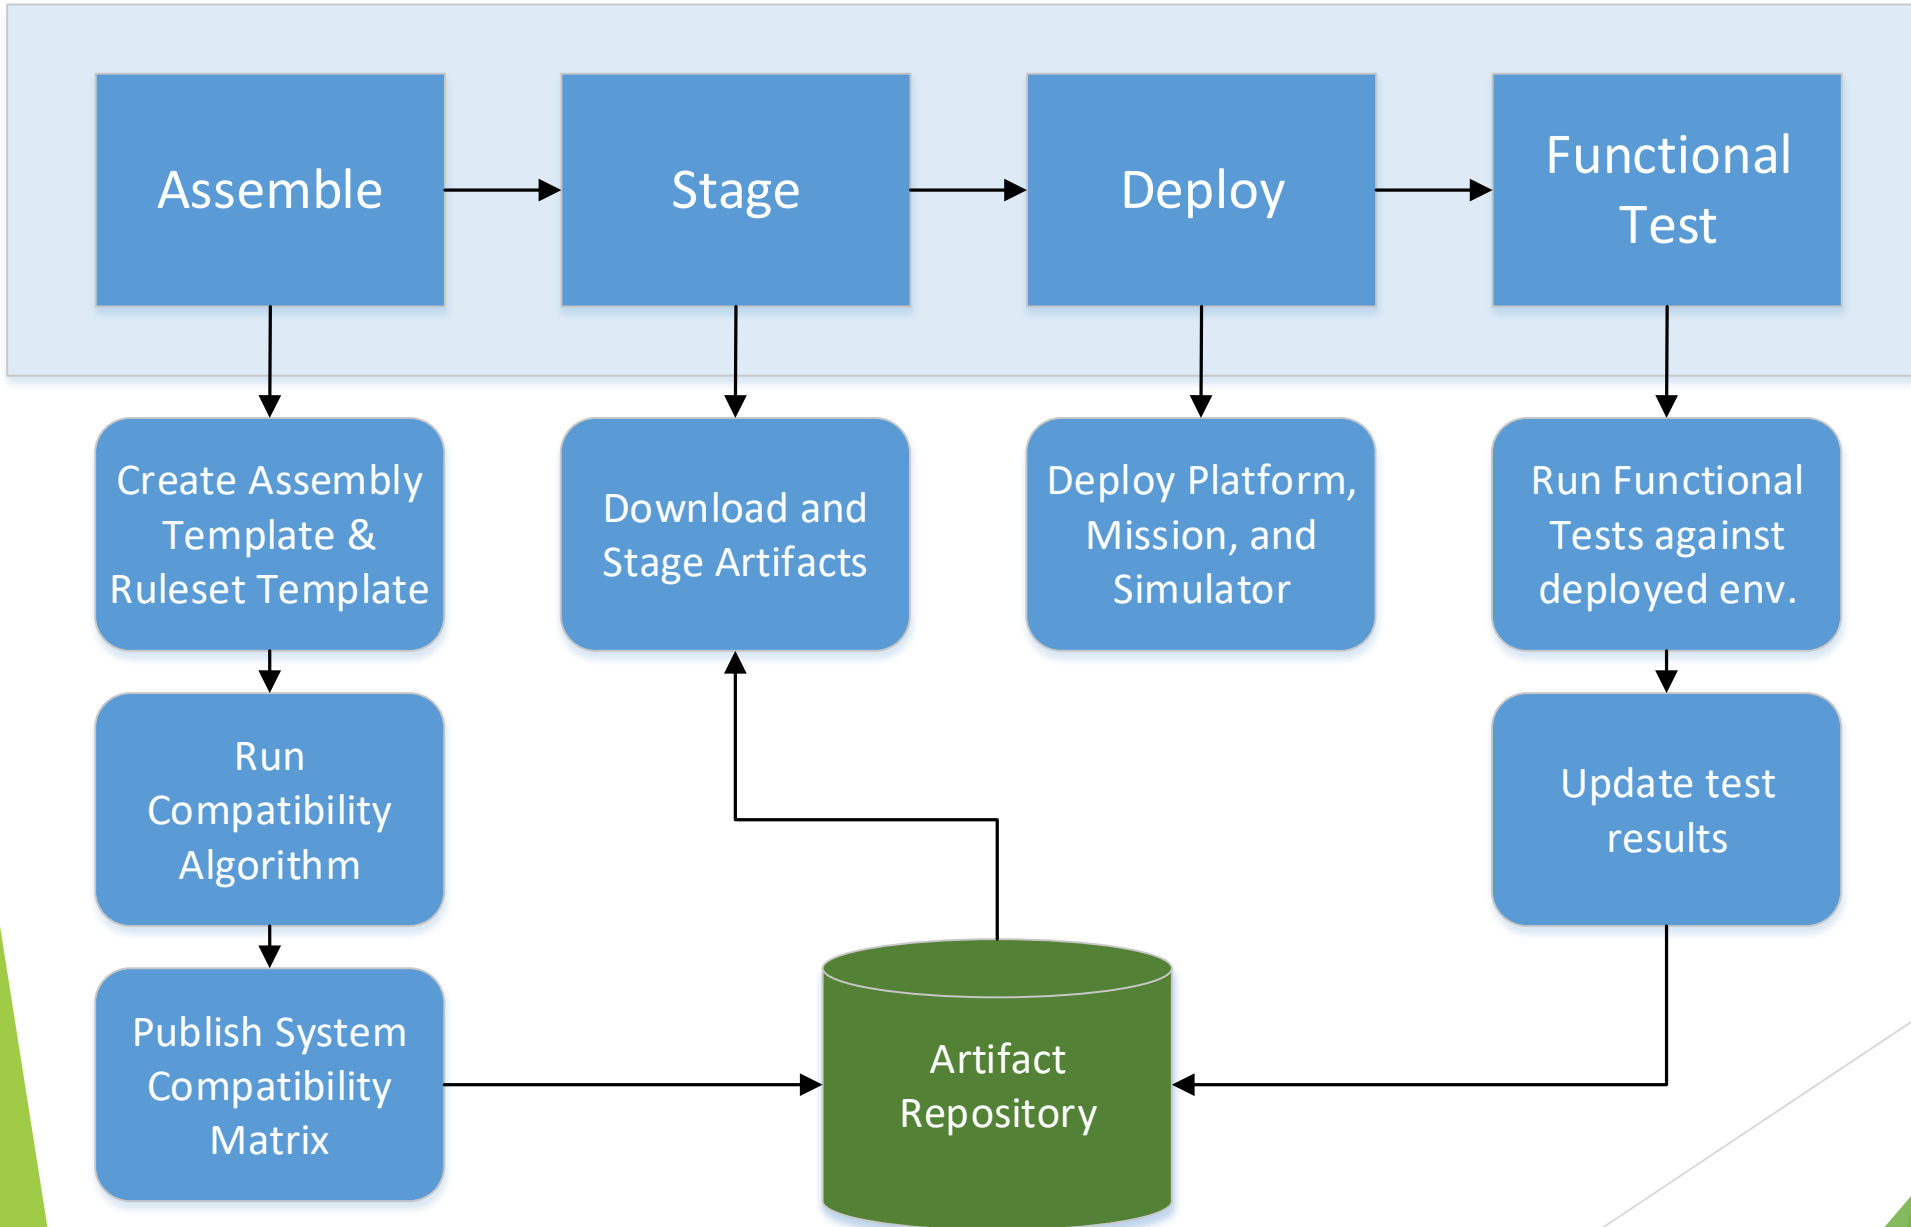 Assemble
Stage
Deploy
Functional
Test
Create Assembly
Template &
Ruleset Template
Download and
Stage Artifacts
Deploy Platform,
Mission, and
Simulator
Run Functional
Tests against
deployed env.
Run
Compatibility
Algorithm
Update test
results
Publish System
Compatibility
Matrix
Artifact
Repository